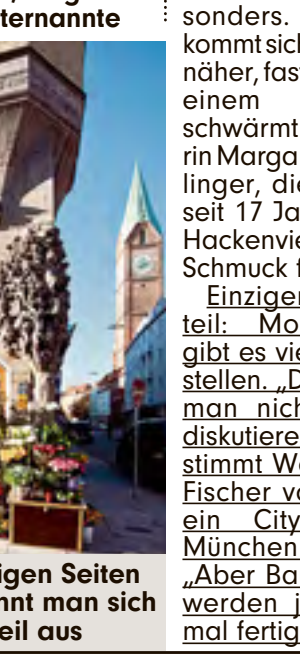 ternannte
igen Seiten
nnt man sich
eil aus
sonders.
kommt sich
näher, fast
einem
schwärmt
rin Marga
linger, die
seit 17 Ja
Hackenvie
Schmuck f
Einziger
teil: Mo
gibt es vie
stellen. „D
man nich
diskutiere
stimmt We
Fischer vo
ein City
München
„Aber Ba
werden j
mal fertig